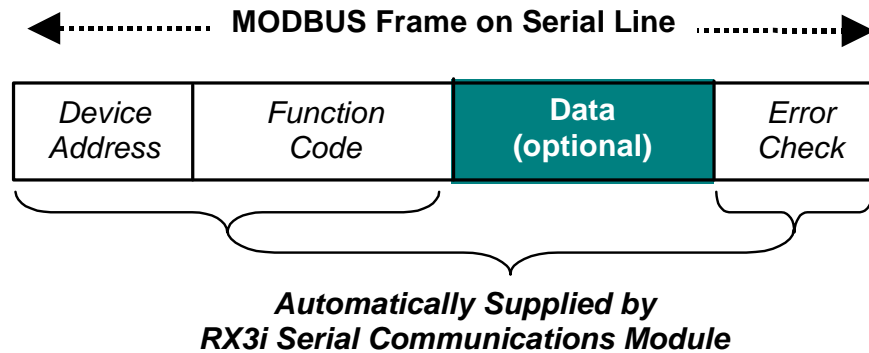 MODBUS Frame on Serial Line
Device Address
Function Code
Data (optional)
Error Check
Automatically Supplied by
RX3i Serial Communications Module